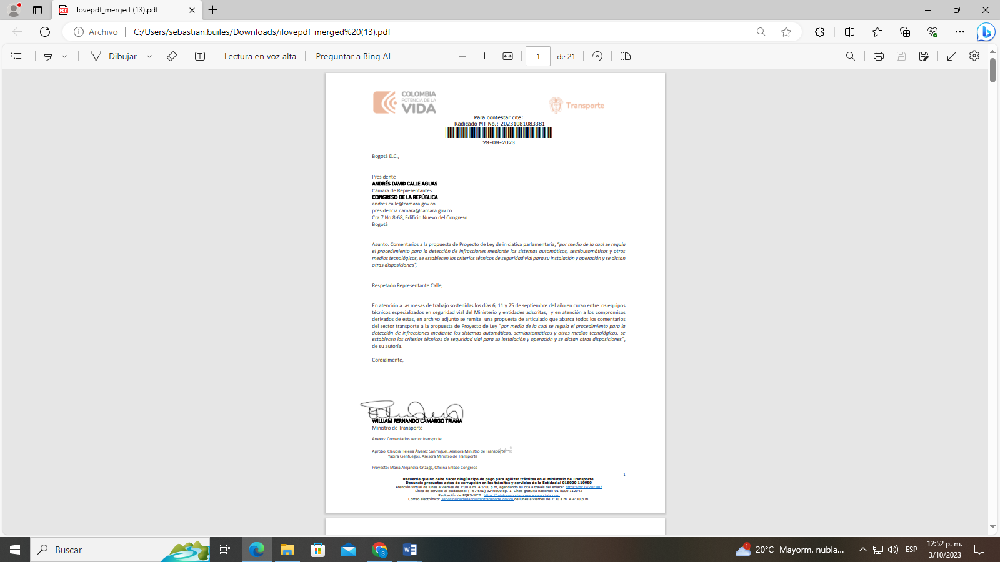 ilovepdf_merged (13).pdf
Archivo
C:/Users/sebastian.builes/Downloads/ilovepdf_merged%20(13).pdf
Dibujar
Lectura en voz alta
Preguntar a Bing AI
1
de 21
COLOMBIA
POTENCIA DE LA
VIDA
Transporte
Para contestar cite:
Radicado MT No.: 20231081083381
29-09-2023
Bogotá D.C.,
Presidente
ANDRÉS DAVID CALLE AGUAS
Cámara de Representantes
CONGRESO DE LA REPÚBLICA
andres.calle@camara.gov.co
presidencia.camara@camara.gov.co
Cra 7 No 8-68, Edificio Nuevo del Congreso
Bogotá
Asunto: Comentarios a la propuesta de Proyecto de Ley de iniciativa parlamentaria, "por medio de la cual se regula
el procedimiento para la detección de infracciones mediante los sistemas automáticos, semiautomáticos y otros
medios tecnológicos, se establecen los criterios técnicos de seguridad vial para su instalación y operación y se dictan
otras disposiciones",
Respetado Representante Calle,
En atención a las mesas de trabajo sostenidas los días 6, 11 y 25 de septiembre del año en curso entre los equipos
técnicos especializados en seguridad vial del Ministerio y entidades adscritas, y en atención a los compromisos
derivados de estas, en archivo adjunto se remite una propuesta de articulado que abarca todos los comentarios
del sector transporte a la propuesta de Proyecto de Ley "por medio de la cual se regula el procedimiento para la
detección de infracciones mediante los sistemas automáticos, semiautomáticos y otros medios tecnológicos, se
establecen los criterios técnicos de seguridad vial para su instalación y operación y se dictan otras disposiciones",
de su autoría.
Cordialmente,
WILLIAM FERNANDO CAMARGO TRIANA
Ministro de Transporte
Anexos: Comentarios sector transporte
Aprobó: Claudia Helena Álvarez Sanmiguel, Asesora Ministro de Transporte
Yadira Cienfuegos, Asesora Ministro de Transporte
Proyectó: Maria Alejandra Onzaga, Oficina Enlace Congreso
1
Recuerde que no debe hacer ningún tipo de pago para agilizar trámites en el Ministerio de Transporte.
Denuncie presuntos actos de corrupción en los trámites y servicios de la Entidad al 018000 110950
Atención virtual de lunes a viernes de 7:00 a.m. A 5:00 p.m, agendando su cita a través del enlace:
Línea de servicio al ciudadano: (+57 601) 3240800 op. 1. Línea gratuita nacional: 01 8000 112042
Radicación de PQRS-WEB: https://mintransporte.powerappsportals.com
Correo electrónico: servicioalciudadano@mintransporte.gov.co de lunes a viernes de 7:30 a.m. A 4:30 p.m.
Buscar
1
20°C Mayorm. nubla...
ESP
12:52 p. m.
3/10/2023